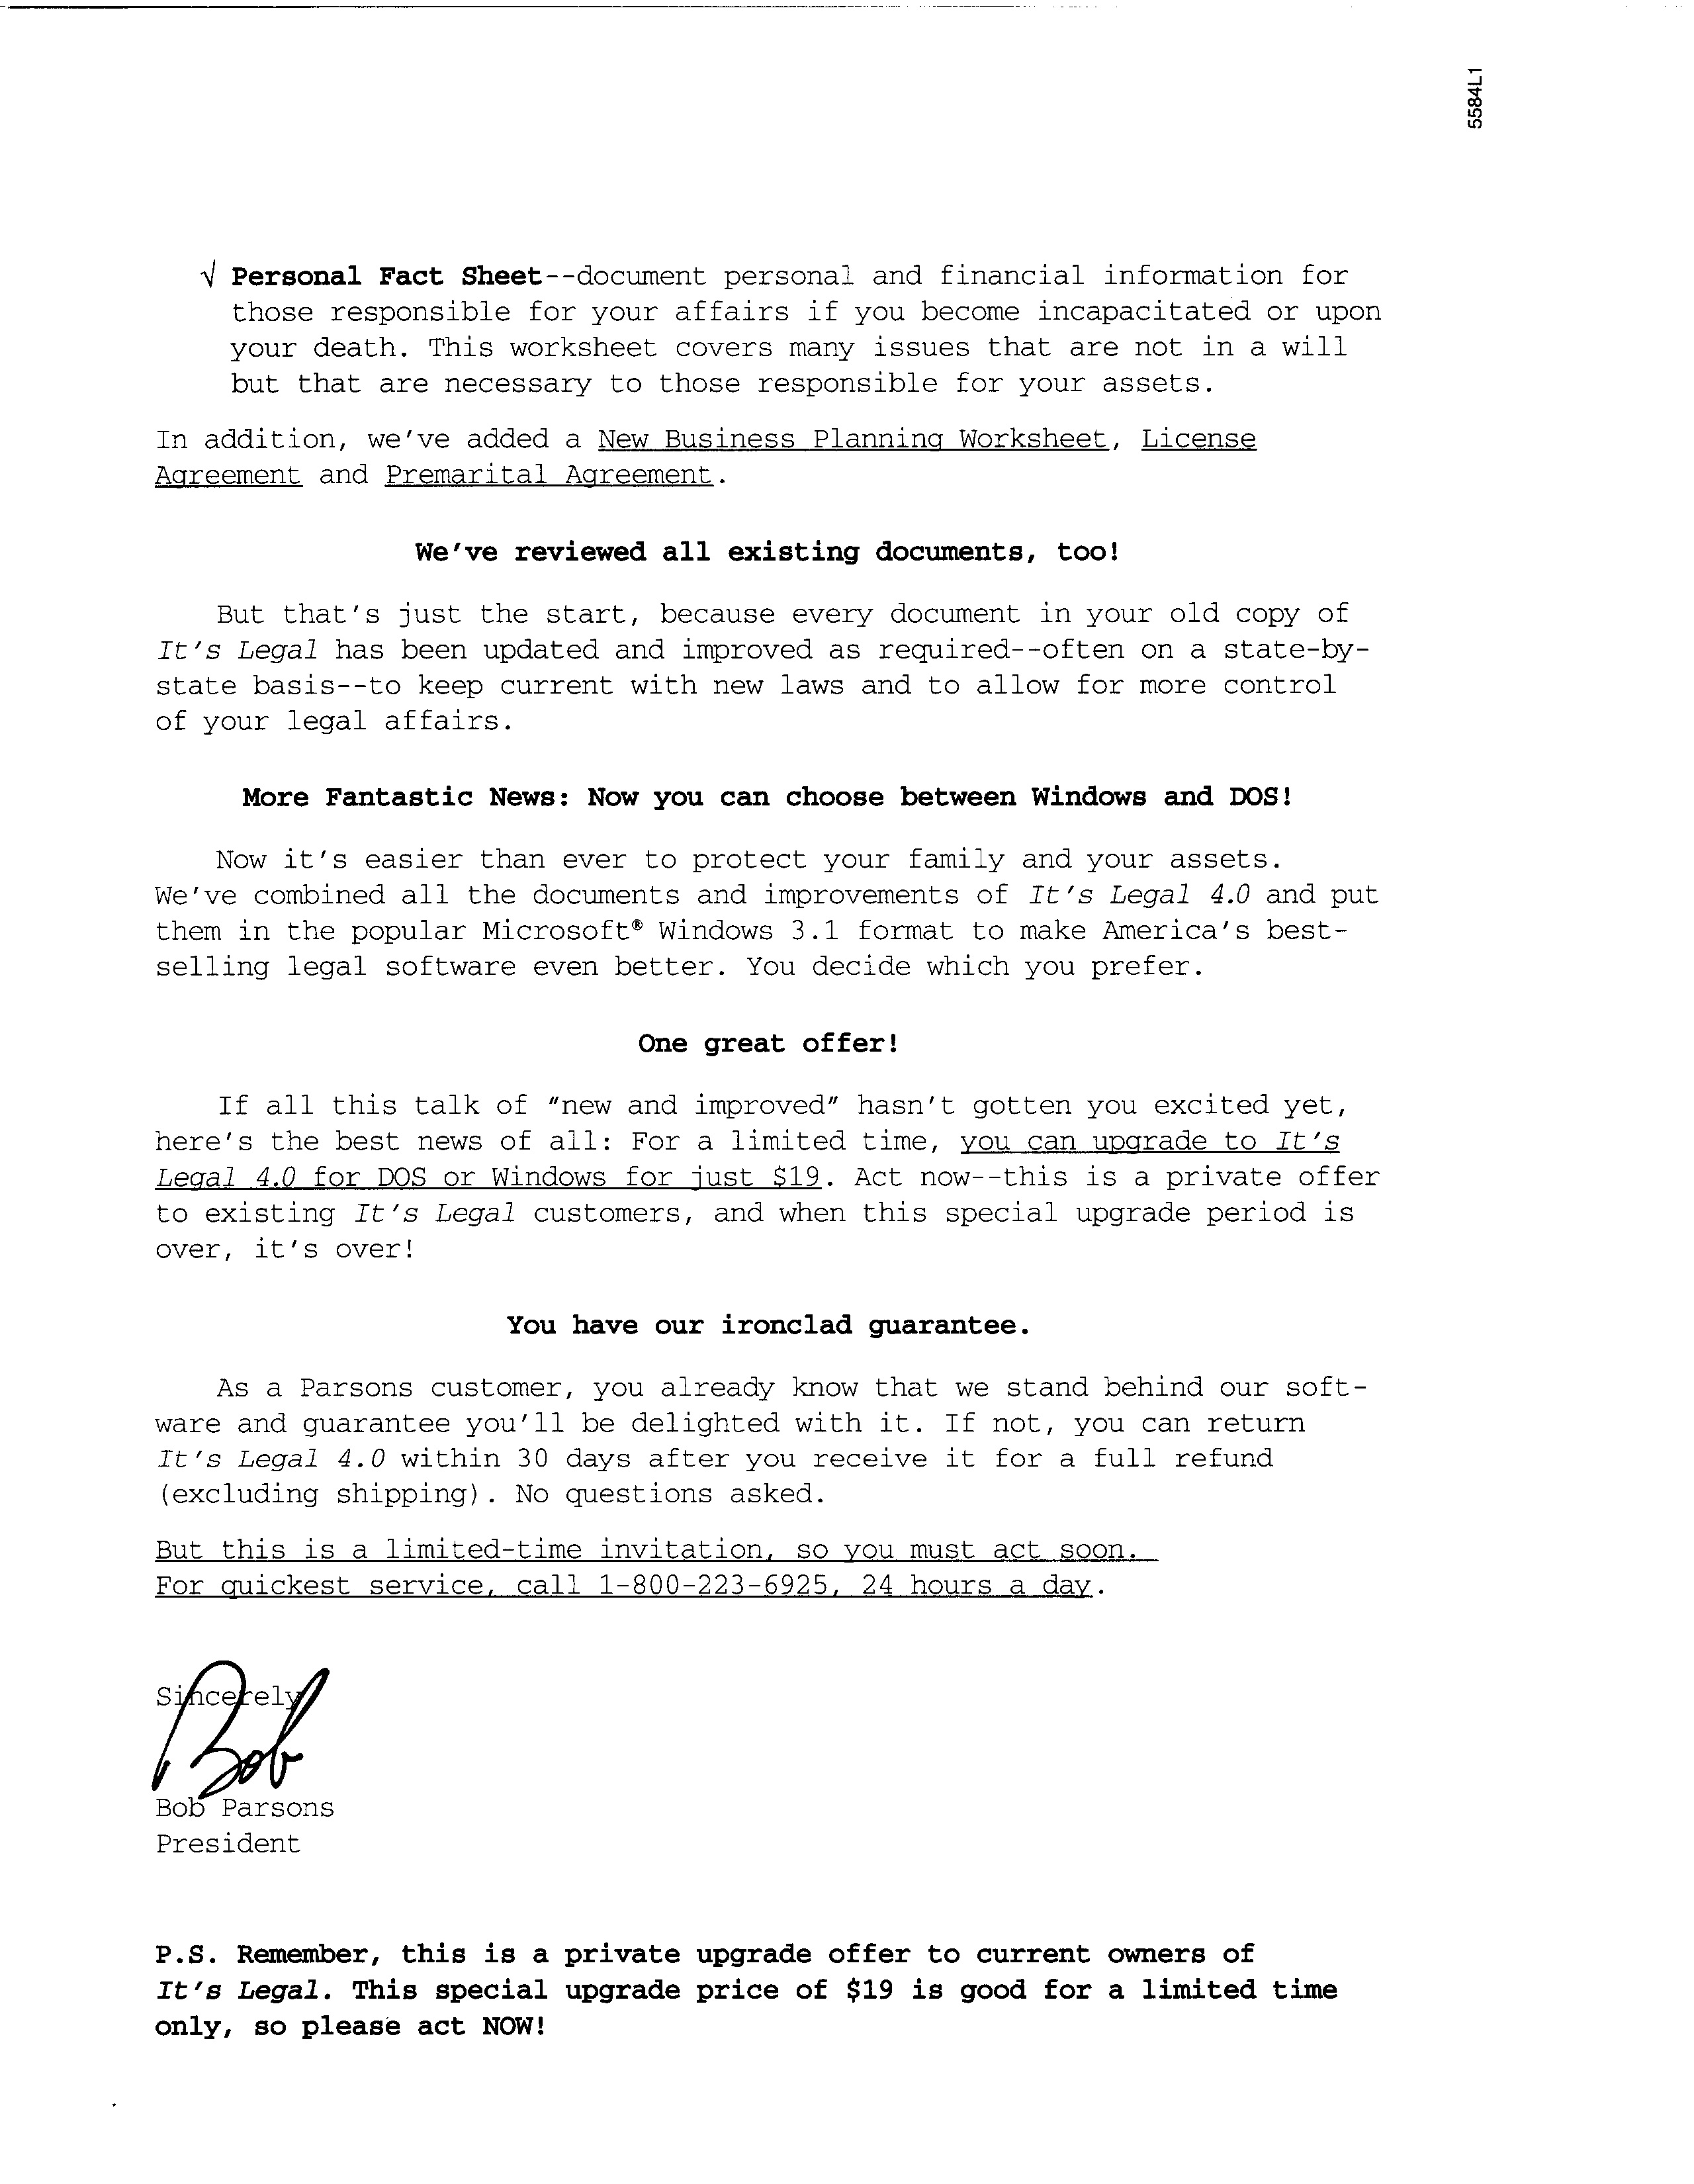 5584L1
√ Personal Fact Sheet--document personal and financial information for
those responsible for your affairs if you become incapacitated or upon
your death. This worksheet covers many issues that are not in a will
but that are necessary to those responsible for your assets.
In addition, we've added a New Business Planning Worksheet, License
Agreement and Premarital Agreement.
We've reviewed all existing documents, too!
But that's just the start, because every document in your old copy of
It's Legal has been updated and improved as required--often on a state-by-
state basis--to keep current with new laws and to allow for more control
of your legal affairs.
More Fantastic News: Now you can choose between Windows and DOS!
Now it's easier than ever to protect your family and your assets.
We've combined all the documents and improvements of It's Legal 4.0 and put
them in the popular Microsoft® Windows 3.1 format to make America's best-
selling legal software even better. You decide which you prefer.
One great offer!
If all this talk of "new and improved" hasn't gotten you excited yet,
here's the best news of all: For a limited time, you can upgrade to It's
Legal 4.0 for DOS or Windows for just $19. Act now--this is a private offer
to existing It's Legal customers, and when this special upgrade period is
over, it's over!
You have our ironclad guarantee.
As a Parsons customer, you already know that we stand behind our soft-
ware and guarantee you'll be delighted with it. If not, you can return
It's Legal 4.0 within 30 days after you receive it for a full refund
(excluding shipping). No questions asked.
But this is a limited-time invitation, so you must act soon.
For quickest service, call 1-800-223-6925, 24 hours a day.
Sincerely
Bob
Bob Parsons
President
P.S. Remember, this is a private upgrade offer to current owners of
It's Legal. This special upgrade price of $19 is good for a limited time
only, so please act NOW!